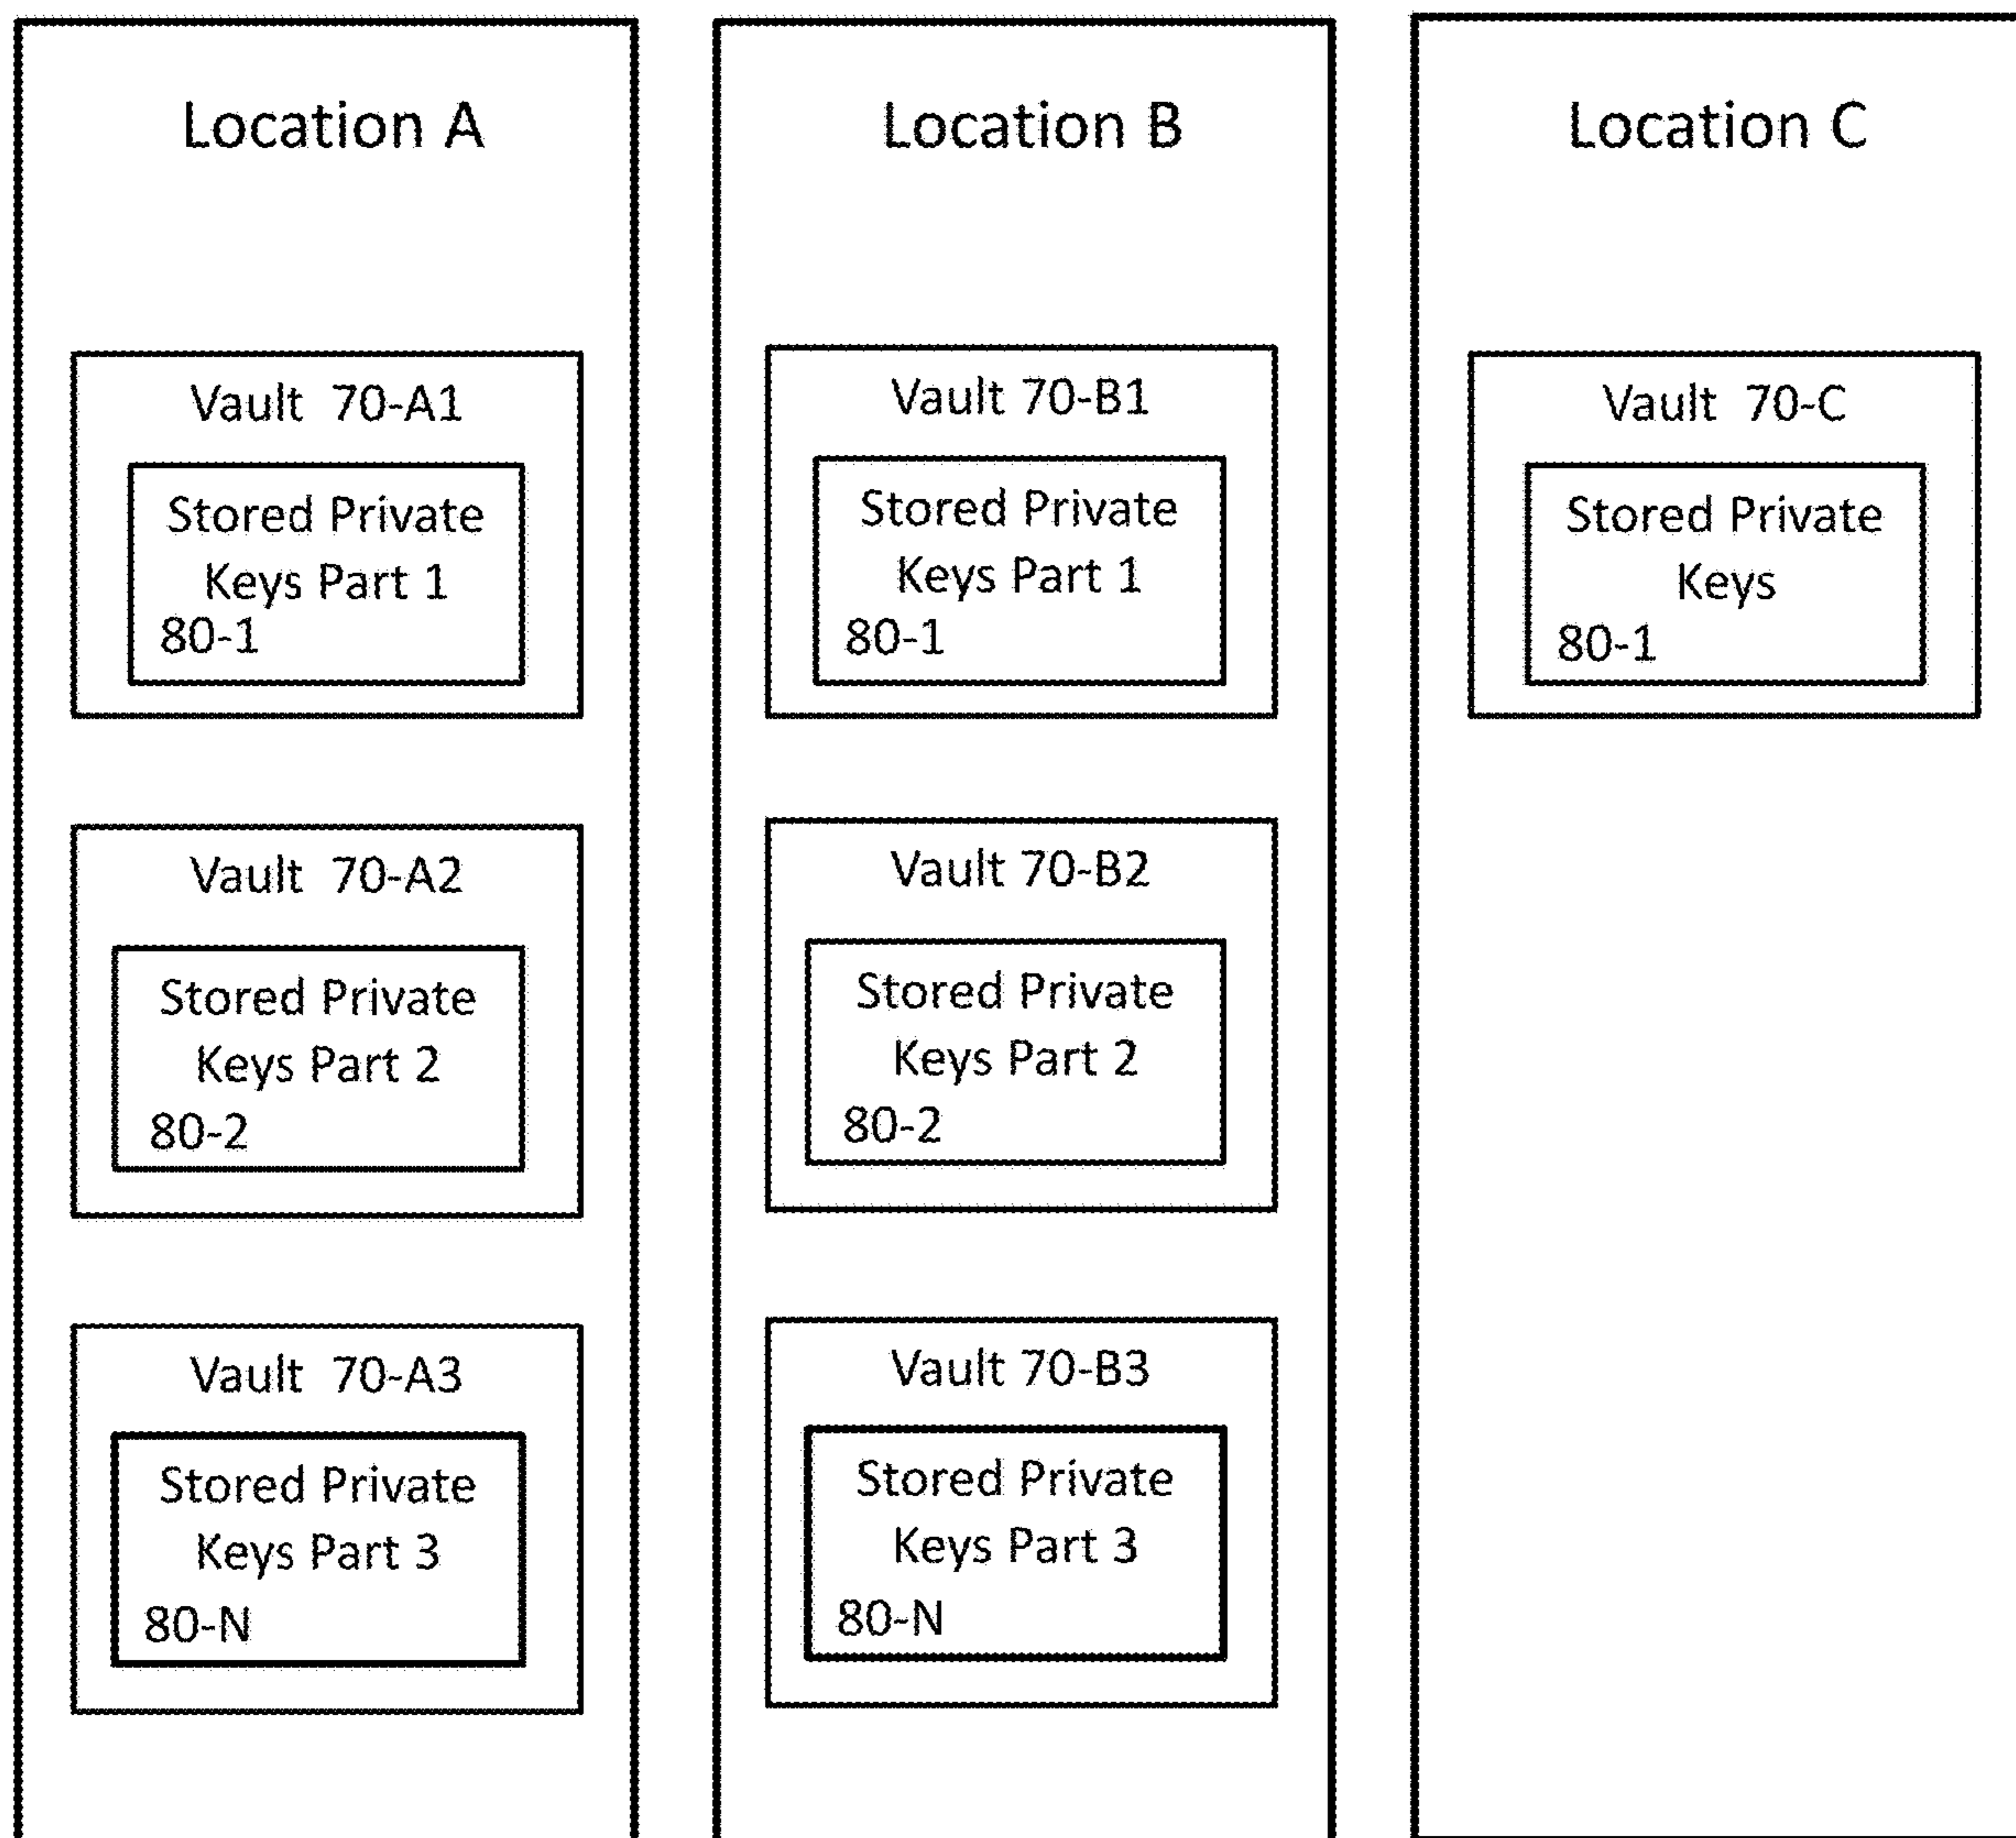 Location A
Vault 70-A1
Stored Private
Keys Part 1
80-1
Vault 70-A2
Stored Private
Keys Part 2
80-2
Vault 70-A3
Stored Private
Keys Part 3
80-N
Location B
Vault 70-B1
Stored Private
Keys Part 1
80-1
Vault 70-B2
Stored Private
Keys Part 2
80-2
Vault 70-B3
Stored Private
Keys Part 3
80-N
Location C
Vault 70-C
Stored Private
Keys
80-1